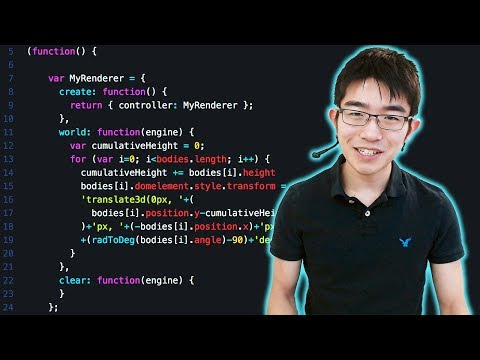 5 (function() {
6
7 var MyRenderer = {
8 create: function() {
9 return { controller: MyRenderer };
10 },
11 world: function(engine) {
12 var cumulativeHeight = 0;
13 for (var i=0; i<bodies.length; i++) {
14 cumulativeHeight += bodies[i].height
15 bodies[i].domelement.style.transform =
16 'translate3d(0px, '+(
17 bodies[i].position.y-cumulativeHei
18 )+'px, '+(-bodies[i].position.x)+'px
19 +(radToDeg(bodies[i].angle)-90)+'de
20 }
21 },
22 clear: function(engine) {
23 }
24 };